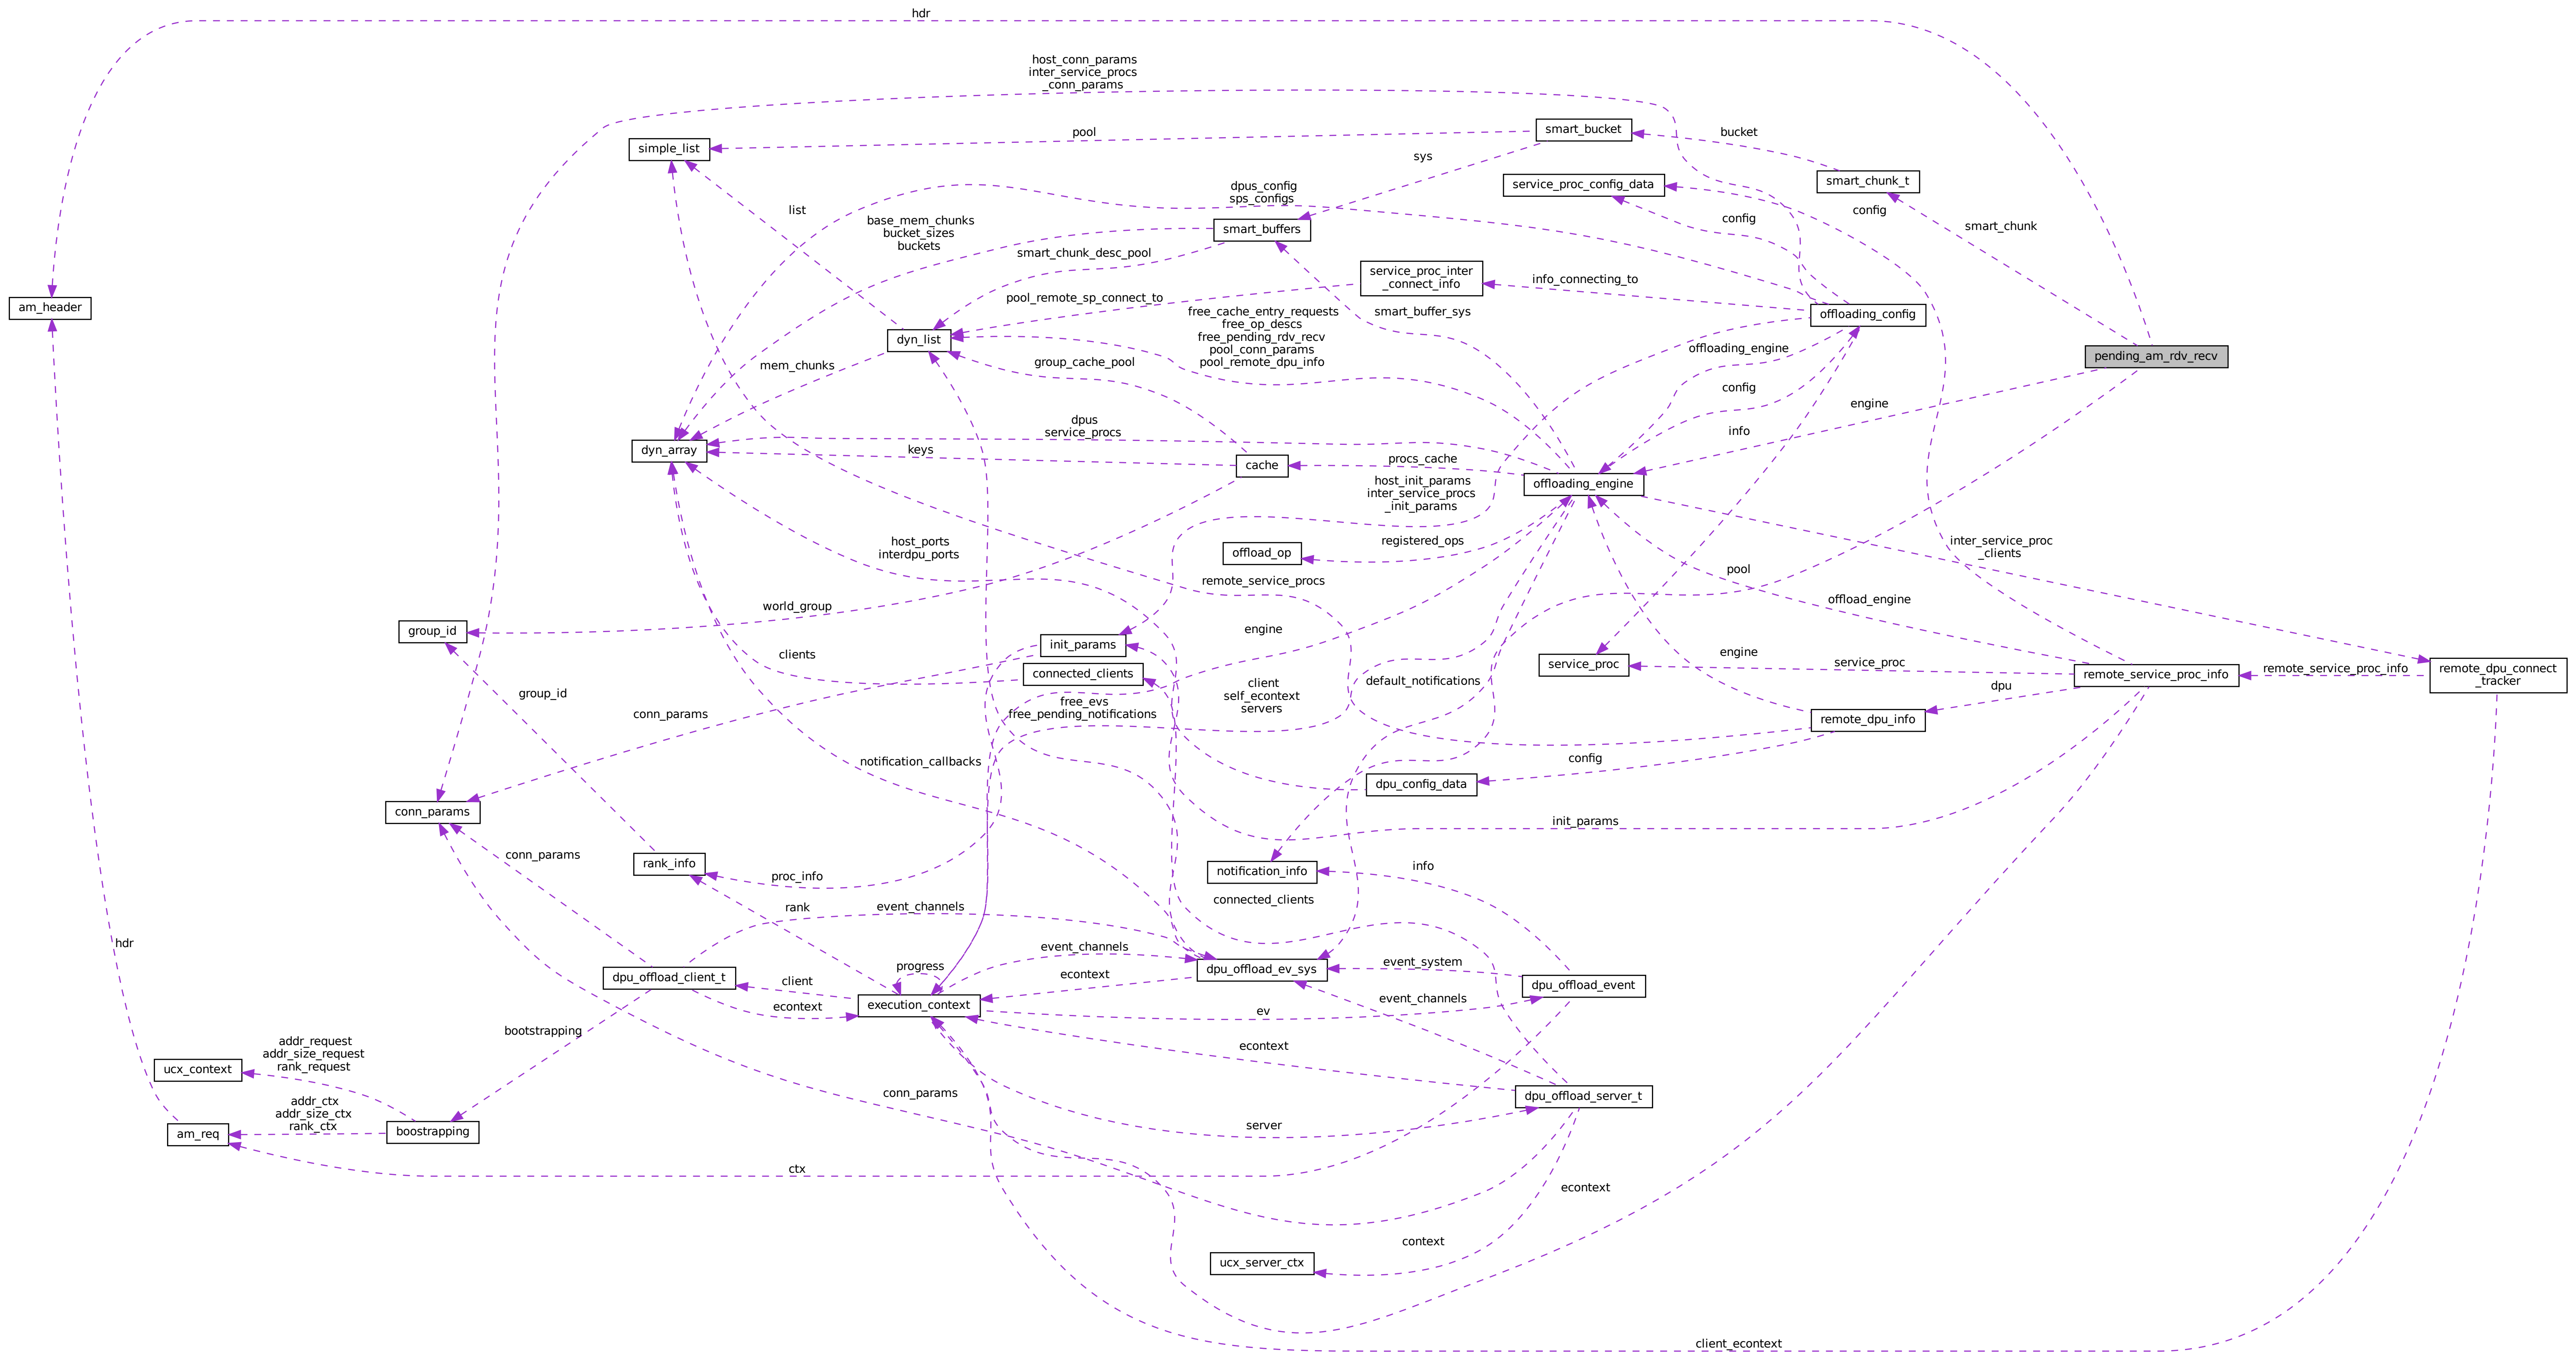 hdr
host_conn_params
inter_service_procs
_conn_params
smart_bucket
pool
bucket
simple_list
sys
smart_chunk_t
service_proc_config_data
dpus_config
sps_configs
list
config
config
base_mem_chunks
bucket_sizes
buckets
smart_buffers
smart_chunk
smart_chunk_desc_pool
service_proc_inter
_connect_info
info_connecting_to
pool_remote_sp_connect_to
am_header
free_cache_entry_requests
free_op_descs
free_pending_rdv_recv
pool_conn_params
pool_remote_dpu_info
smart_buffer_sys
offloading_config
dyn_list
offloading_engine
pending_am_rdv_recv
mem_chunks
group_cache_pool
config
engine
dpus
service_procs
info
dyn_array
keys
cache
procs_cache
offloading_engine
host_init_params
inter_service_procs
_init_params
host_ports
interdpu_ports
offload_op
registered_ops
inter_service_proc
_clients
remote_service_procs
pool
world_group
offload_engine
group_id
engine
init_params
clients
connected_clients
engine
service_proc
service_proc
remote_service_proc_info
remote_service_proc_info
remote_dpu_connect
_tracker
group_id
client
self_econtext
servers
default_notifications
dpu
free_evs
free_pending_notifications
conn_params
remote_dpu_info
notification_callbacks
config
dpu_config_data
conn_params
init_params
conn_params
rank_info
proc_info
notification_info
info
connected_clients
rank
event_channels
event_channels
progress
dpu_offload_client_t
client
econtext
dpu_offload_ev_sys
event_system
dpu_offload_event
execution_context
econtext
event_channels
ev
bootstrapping
addr_request
addr_size_request
rank_request
econtext
ucx_context
conn_params
dpu_offload_server_t
addr_ctx
addr_size_ctx
rank_ctx
am_req
boostrapping
server
hdr
ctx
econtext
context
ucx_server_ctx
client_econtext